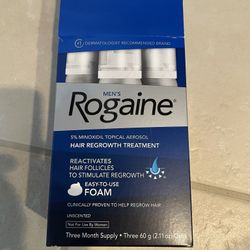 #1 DERMATOLOGIST RECOMMENDED BRAND
MEN'S
Rogaine®
5% MINOXIDIL TOPICAL AEROSOL
HAIR REGROWTH TREATMENT
REACTIVATES
HAIR FOLLICLES
TO STIMULATE REGROWTH
EASY-TO-USE
FOAM
CLINICALLY PROVEN TO HELP REGROW HAIR
UNSCENTED
Not For Use By Women
Three Month Supply • Three 60 g (2.11oz) Cans